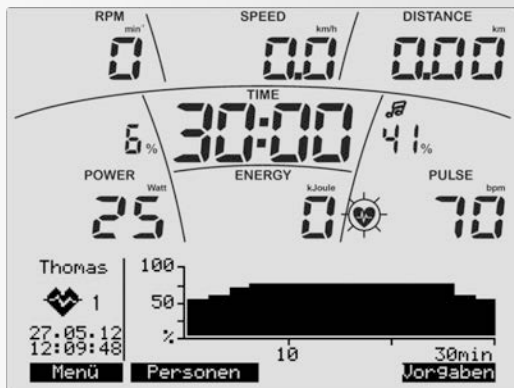 RPM SPEED DISTANCE
min⁻ km/h km
0 0.0 0.00
TIME
6% 30:00 41%
POWER ENERGY PULSE
Watt kJoule bpm
25 0 70
Thomas
1
27.05.12
12:09:48
100
50
%
10 30min
Menü Personen Vorgaben